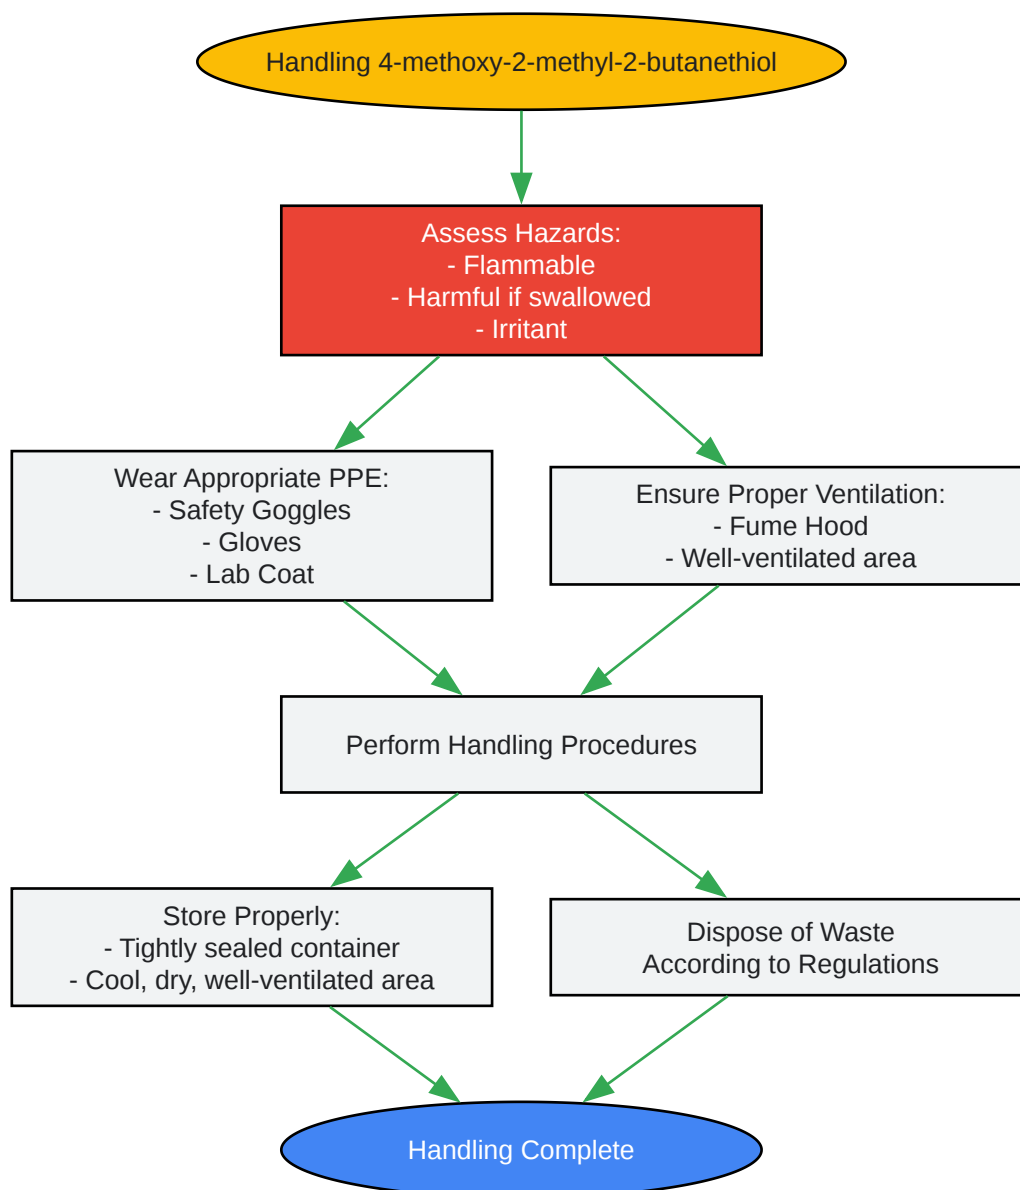 Handling 4-methoxy-2-methyl-2-butanethiol
Assess Hazards:
- Flammable
- Harmful if swallowed
- Irritant
Wear Appropriate PPE:
- Safety Goggles
- Gloves
- Lab Coat
Ensure Proper Ventilation:
- Fume Hood
- Well-ventilated area
Perform Handling Procedures
Store Properly:
- Tightly sealed container
- Cool, dry, well-ventilated area
Dispose of Waste
According to Regulations
Handling Complete